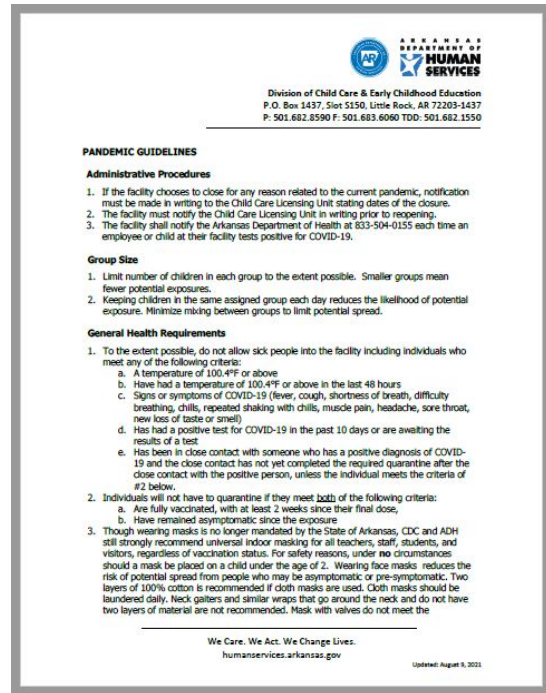 ARKANSAS
DEPARTMENT OF
HUMAN
SERVICES
AR
Division of Child Care & Early Childhood Education
P.O. Box 1437, Slot S150, Little Rock, AR 72203-1437
P: 501.682.8590 F: 501.683.6060 TDD: 501.682.1550
PANDEMIC GUIDELINES
Administrative Procedures
1. If the facility chooses to close for any reason related to the current pandemic, notification
must be made in writing to the Child Care Licensing Unit stating dates of the closure.
2. The facility must notify the Child Care Licensing Unit in writing prior to reopening.
3. The facility shall notify the Arkansas Department of Health at 833-504-0155 each time an
employee or child at their facility tests positive for COVID-19.
Group Size
1. Limit number of children in each group to the extent possible. Smaller groups mean
fewer potential exposures.
2. Keeping children in the same assigned group each day reduces the likelihood of potential
exposure. Minimize mixing between groups to limit potential spread.
General Health Requirements
1. To the extent possible, do not allow sick people into the facility including individuals who
meet any of the following criteria:
a. A temperature of 100.4°F or above
b. Have had a temperature of 100.4°F or above in the last 48 hours
c. Signs or symptoms of COVID-19 (fever, cough, shortness of breath, difficulty
breathing, chills, repeated shaking with chills, muscle pain, headache, sore throat,
new loss of taste or smell)
d. Has had a positive test for COVID-19 in the past 10 days or are awaiting the
results of a test
e. Has been in close contact with someone who has a positive diagnosis of COVID-
19 and the close contact has not yet completed the required quarantine after the
close contact with the positive person, unless the individual meets the criteria of
#2 below.
2. Individuals will not have to quarantine if they meet both of the following criteria:
a. Are fully vaccinated, with at least 2 weeks since their final dose,
b. Have remained asymptomatic since the exposure
3. Though wearing masks is no longer mandated by the State of Arkansas, CDC and ADH
still strongly recommend universal indoor masking for all teachers, staff, students, and
visitors, regardless of vaccination status. For safety reasons, under no circumstances
should a mask be placed on a child under the age of 2. Wearing face masks reduces the
risk of potential spread from people who may be asymptomatic or pre-symptomatic. Two
layers of 100% cotton is recommended if cloth masks are used. Cloth masks should be
laundered daily. Neck gaiters and similar wraps that go around the neck and do not have
two layers of material are not recommended. Mask with valves do not meet the
We Care. We Act. We Change Lives.
humanservices.arkansas.gov
Updated: August 9, 2021